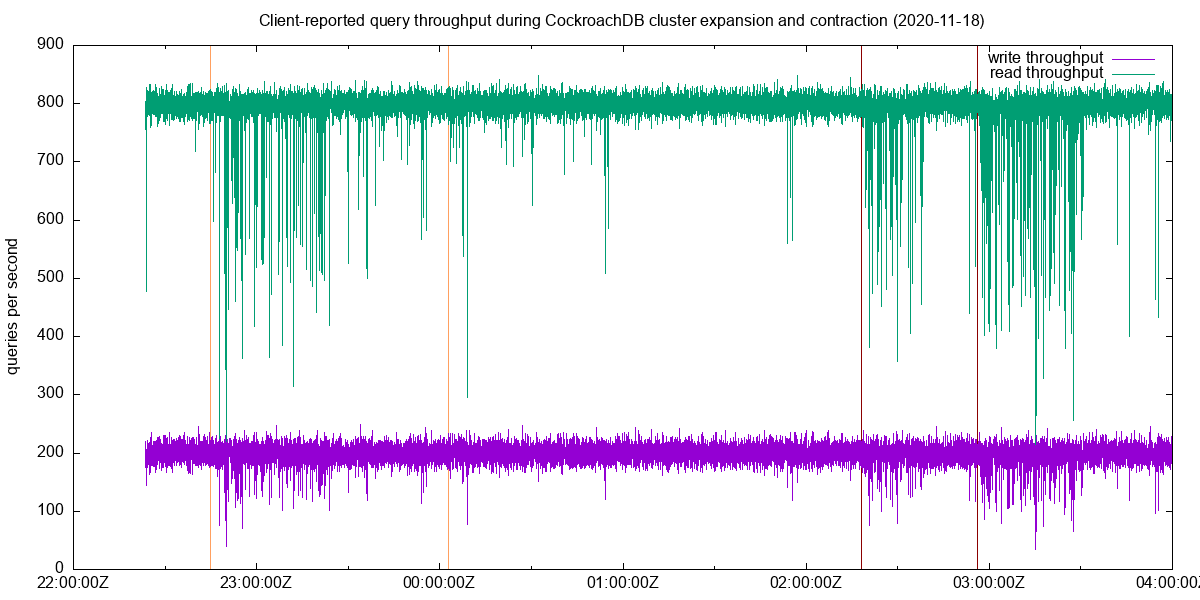 Client-reported query throughput during CockroachDB cluster expansion and contraction (2020-11-18)
900
800
700
600
500
400
300
200
100
0
queries per second
write throughput
read throughput
22:00:00Z 23:00:00Z 00:00:00Z 01:00:00Z 02:00:00Z 03:00:00Z 04:00:00Z